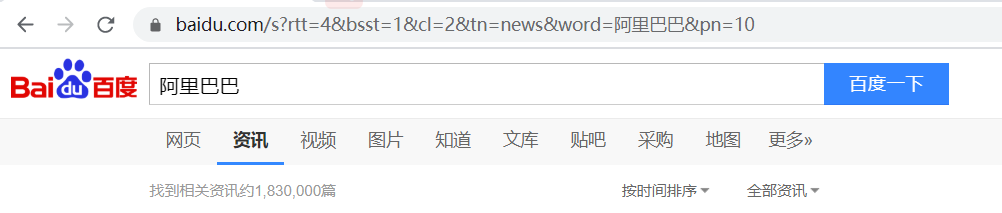 baidu.com/s?rtt=4&bsst=1&cl=2&tn=news&word=阿里巴巴&pn=10
Bai du 百度 阿里巴巴 百度一下
网页 资讯 视频 图片 知道 文库 贴吧 采购 地图 更多»
找到相关资讯约1,830,000篇 按时间排序 全部资讯